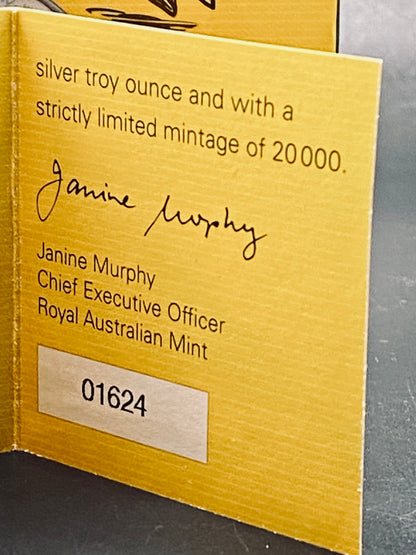 silver troy ounce and with a
strictly limited mintage of 20000.
Janine Murphy
Janine Murphy
Chief Executive Officer
Royal Australian Mint
01624